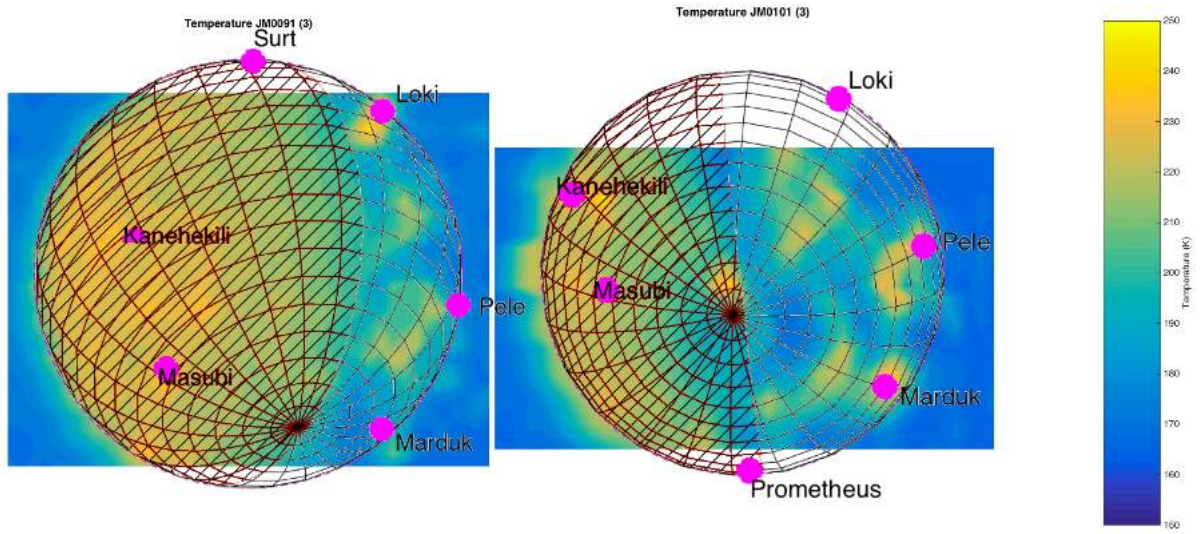 Temperature JM0091 (3)
Surt
Loki
Kanehekili
Pele
Masubi
Marduk
Temperature JM0101 (3)
Loki
Kanehekili
Pele
Masubi
Marduk
Prometheus
250
240
230
220
210
200
190
180
170
160
150
Temperature (K)